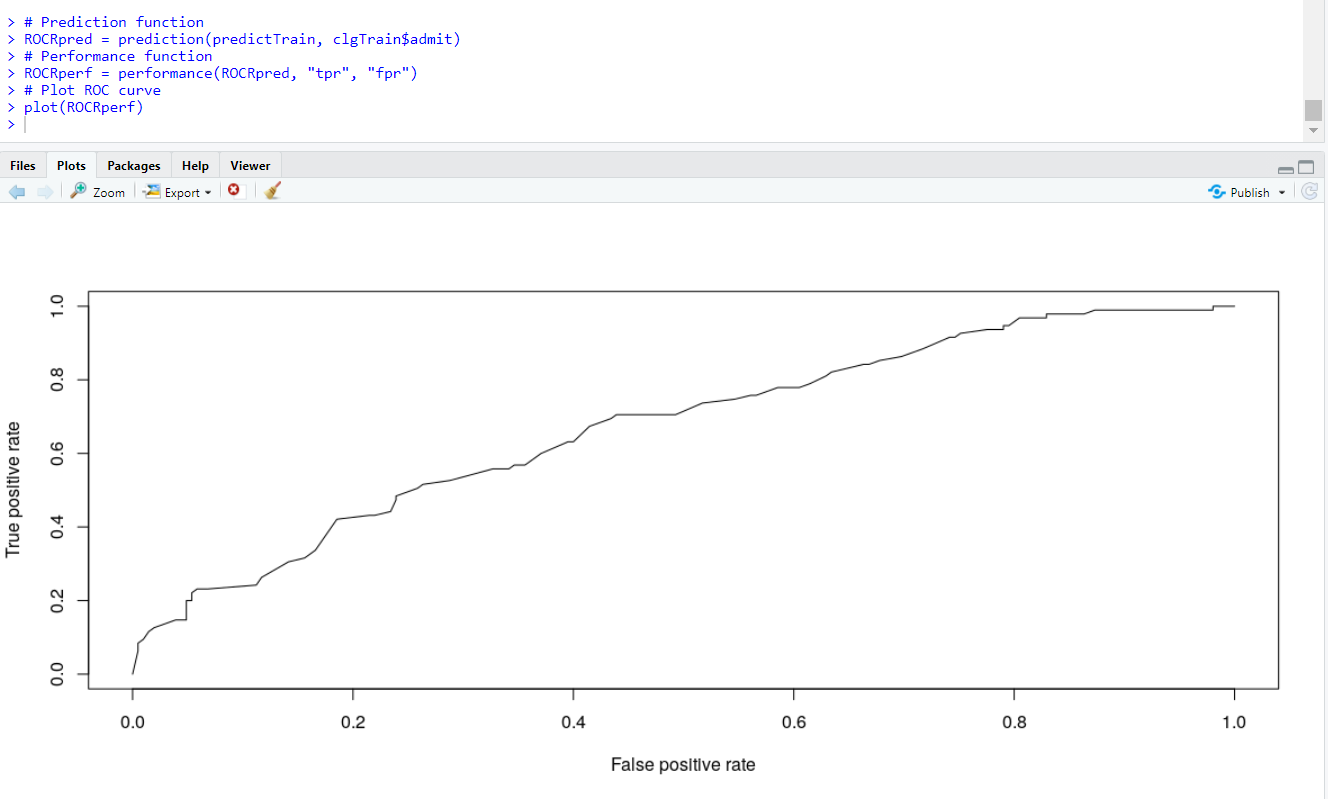 > # Prediction function
> ROCRpred = prediction(predictTrain, clgTrain$admit)
> # Performance function
> ROCRperf = performance(ROCRpred, "tpr", "fpr")
> # Plot ROC curve
> plot(ROCRperf)
>
Files Plots Packages Help Viewer
Zoom Export Publish
1.0
0.8
0.6
0.4
0.2
0.0
True positive rate
0.0 0.2 0.4 0.6 0.8 1.0
False positive rate